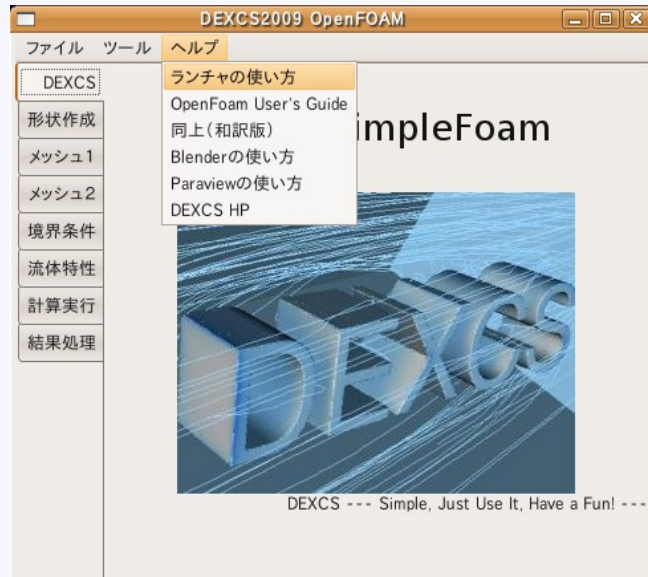 DEXCS2009 OpenFOAM
ファイル ツール ヘルプ
DEXCS
形状作成
メッシュ1
メッシュ2
境界条件
流体特性
計算実行
結果処理
ランチャの使い方
OpenFoam User's Guide
同上(和訳版)
Blenderの使い方
Paraviewの使い方
DEXCS HP
impleFoam
DEXCS
DEXCS --- Simple, Just Use It, Have a Fun! ---